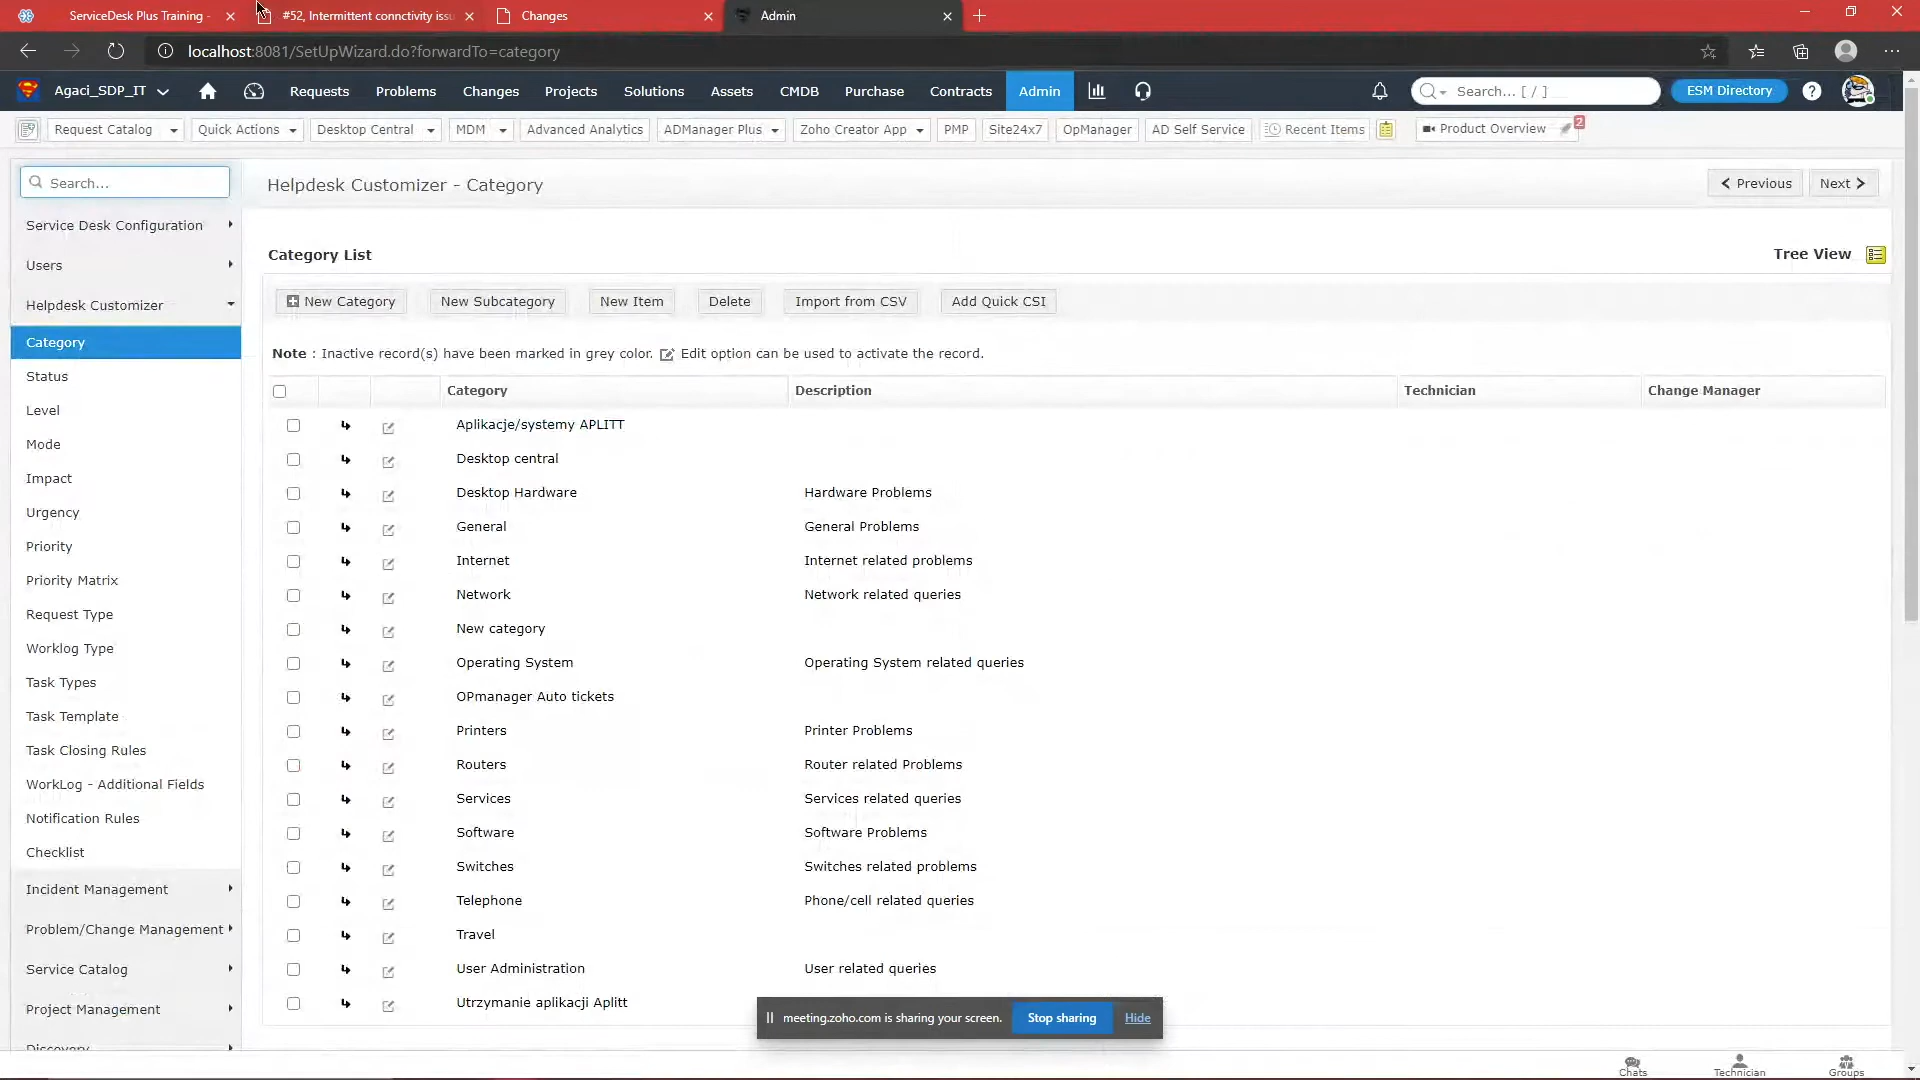 ServiceDesk Plus Training -
#52, Intermittent connctivity issu
Changes
Admin
localhost:8081/SetUpWizard.do?forwardTo=category
Agaci_SDP_IT
Requests
Problems
Changes
Projects
Solutions
Assets
CMDB
Purchase
Contracts
Admin
Search... [ / ]
ESM Directory
Request Catalog
Quick Actions
Desktop Central
MDM
Advanced Analytics
ADManager Plus
Zoho Creator App
PMP
Site24x7
OpManager
AD Self Service
Recent Items
Product Overview
2
Search...
Helpdesk Customizer - Category
Previous
Next
Service Desk Configuration
Users
Helpdesk Customizer
Category
Status
Level
Mode
Impact
Urgency
Priority
Priority Matrix
Request Type
Worklog Type
Task Types
Task Template
Task Closing Rules
WorkLog - Additional Fields
Notification Rules
Checklist
Incident Management
Problem/Change Management
Service Catalog
Project Management
Discovery
Category List
Tree View
New Category
New Subcategory
New Item
Delete
Import from CSV
Add Quick CSI
Note : Inactive record(s) have been marked in grey color. Edit option can be used to activate the record.
Category Description Technician Change Manager
Aplikacje/systemy APLITT
Desktop central
Desktop Hardware Hardware Problems
General General Problems
Internet Internet related problems
Network Network related queries
New category
Operating System Operating System related queries
OPmanager Auto tickets
Printers Printer Problems
Routers Router related Problems
Services Services related queries
Software Software Problems
Switches Switches related problems
Telephone Phone/cell related queries
Travel
User Administration User related queries
Utrzymanie aplikacji Aplitt
meeting.zoho.com is sharing your screen.
Stop sharing
Hide
Chats
Technician
Groups